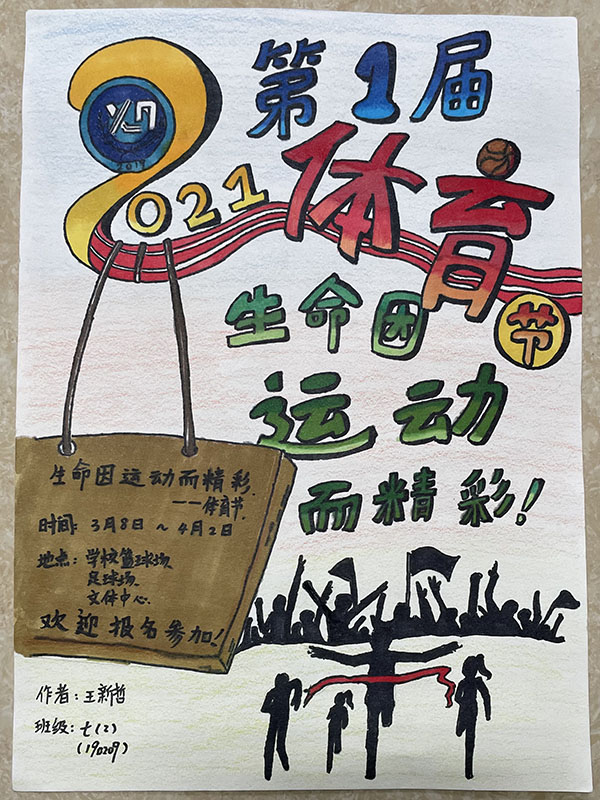 第1届
YZ
2018
2021
体育
节
生命因
运动
而精彩!
生命因运动而精彩.
——体育节
时间: 3月8日 ~ 4月2日
地点: 学校篮球场、
足球场、
文体中心.
欢迎报名参加!
作者: 王新哲
班级: 七(2)
(190209)